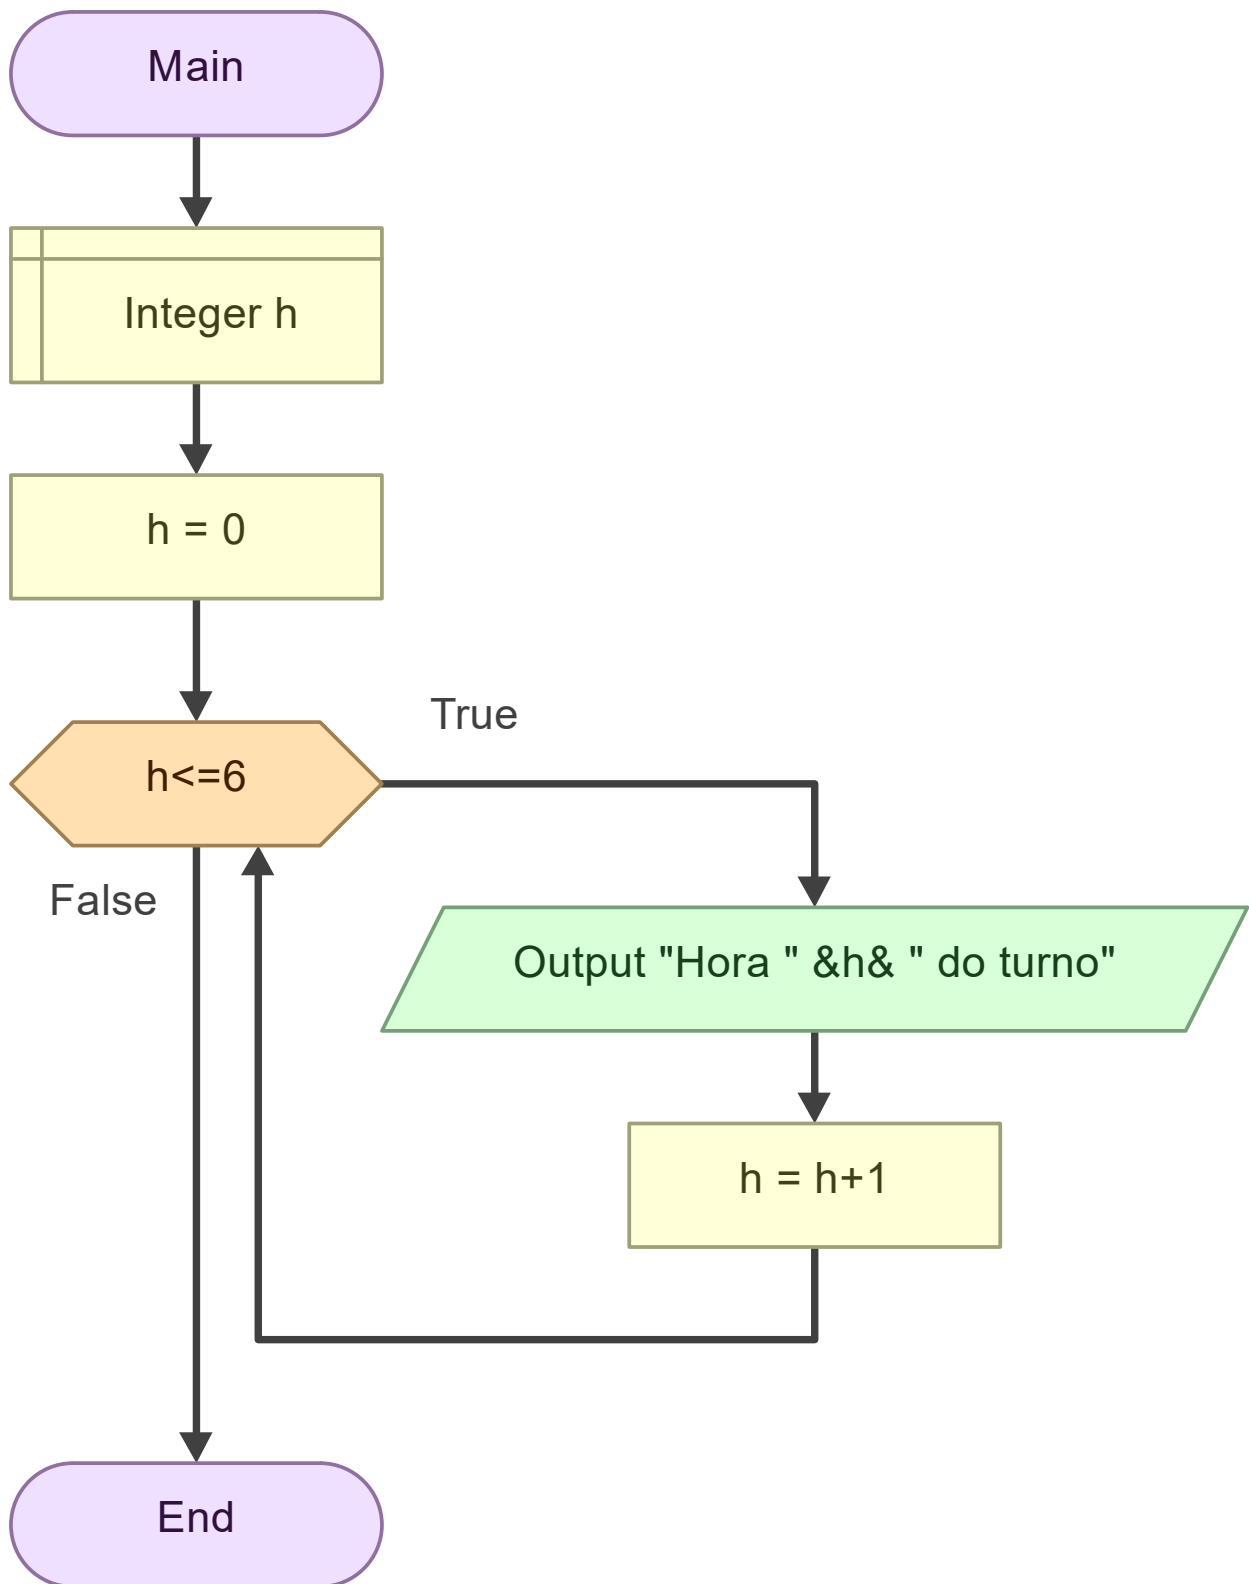 Main
Integer h
h = 0
h<=6
True
False
Output "Hora " &h& " do turno"
h = h+1
End